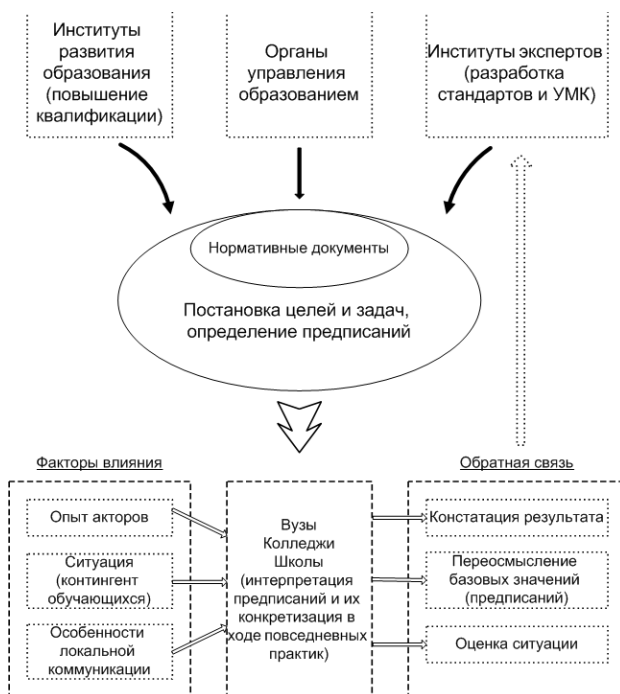 Институты
развития
образования
(повышение
квалификации)
Органы
управления
образованием
Институты экспертов
(разработка
стандартов и УМК)
Нормативные документы
Постановка целей и задач,
определение предписаний
Факторы влияния
Опыт акторов
Ситуация
(контингент
обучающихся)
Особенности
локальной
коммуникации
Вузы
Колледжи
Школы
(интерпретация
предписаний и их
конкретизация в
ходе повседневных
практик)
Обратная связь
Констатация результата
Переосмысление
базовых значений
(предписаний)
Оценка ситуации